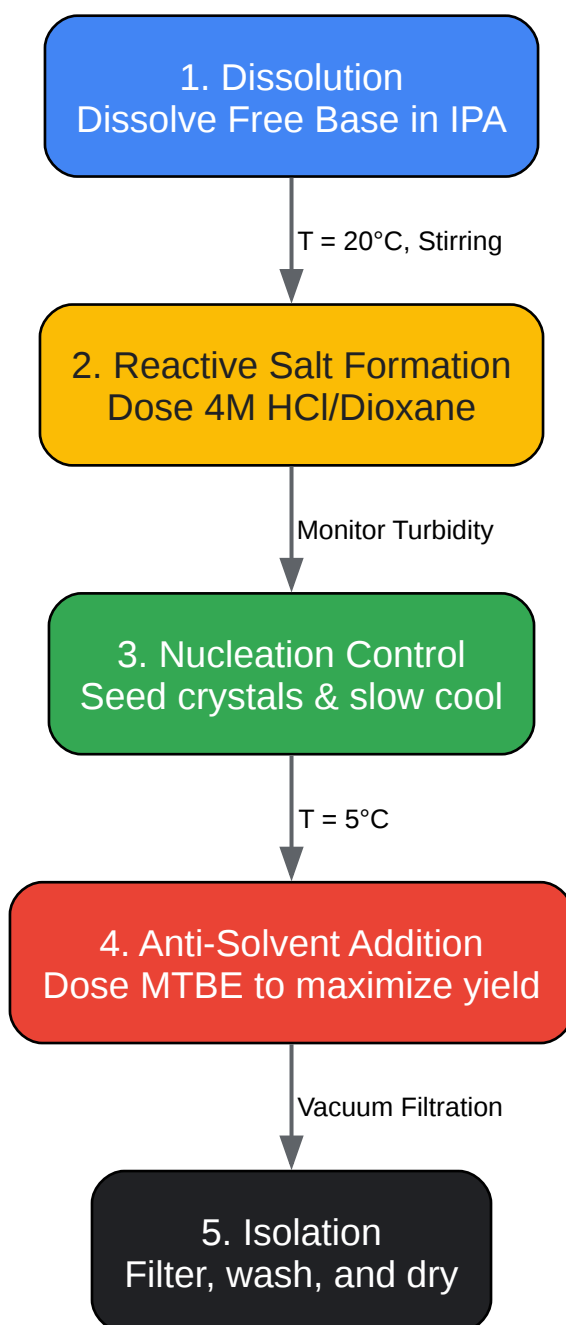 1. Dissolution
Dissolve Free Base in IPA
T = 20°C, Stirring
2. Reactive Salt Formation
Dose 4M HCl/Dioxane
Monitor Turbidity
3. Nucleation Control
Seed crystals & slow cool
T = 5°C
4. Anti-Solvent Addition
Dose MTBE to maximize yield
Vacuum Filtration
5. Isolation
Filter, wash, and dry